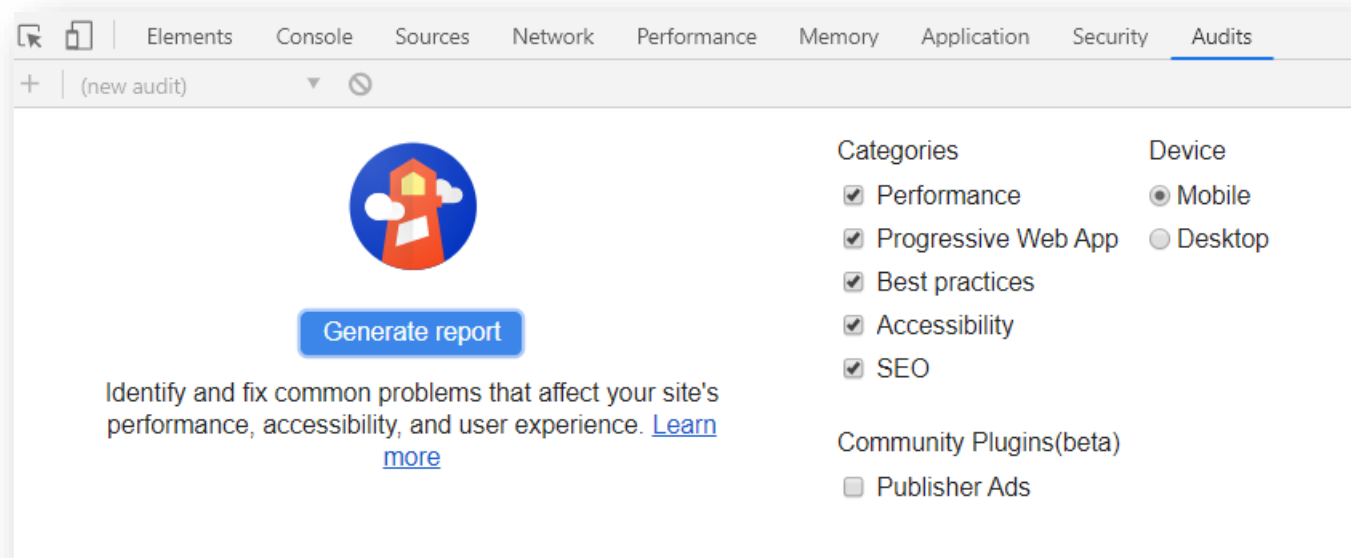 Elements Console Sources Network Performance Memory Application Security Audits
(new audit)
Generate report
Identify and fix common problems that affect your site's
performance, accessibility, and user experience. Learn
more
Categories
Performance
Progressive Web App
Best practices
Accessibility
SEO
Community Plugins(beta)
Publisher Ads
Device
Mobile
Desktop